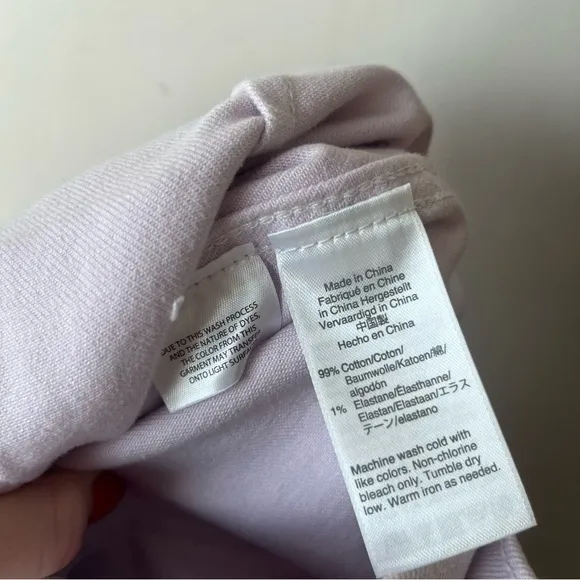 Made in China
Fabriqué en Chine
in China Hergestellt
Vervaardigd in China
中国製
Hecho en China
99% Cotton/Coton/
Baumwolle/Katoen/綿/
algodón
1% Elastane/Élasthanne/
Elastan/Elastaan/エラス
テーン/elastano
Machine wash cold with
like colors. Non-chlorine
bleach only. Tumble dry
low. Warm iron as needed.
DUE TO THIS WASH PROCESS
AND THE NATURE OF DYES,
THE COLOR FROM THIS
GARMENT MAY TRANSF
ONTO LIGHT SURF